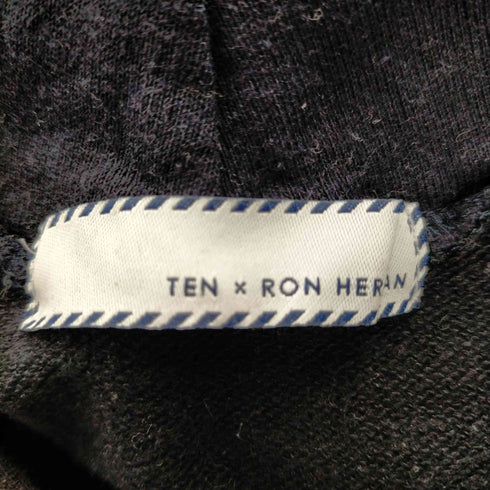 TEN × RON HERMAN